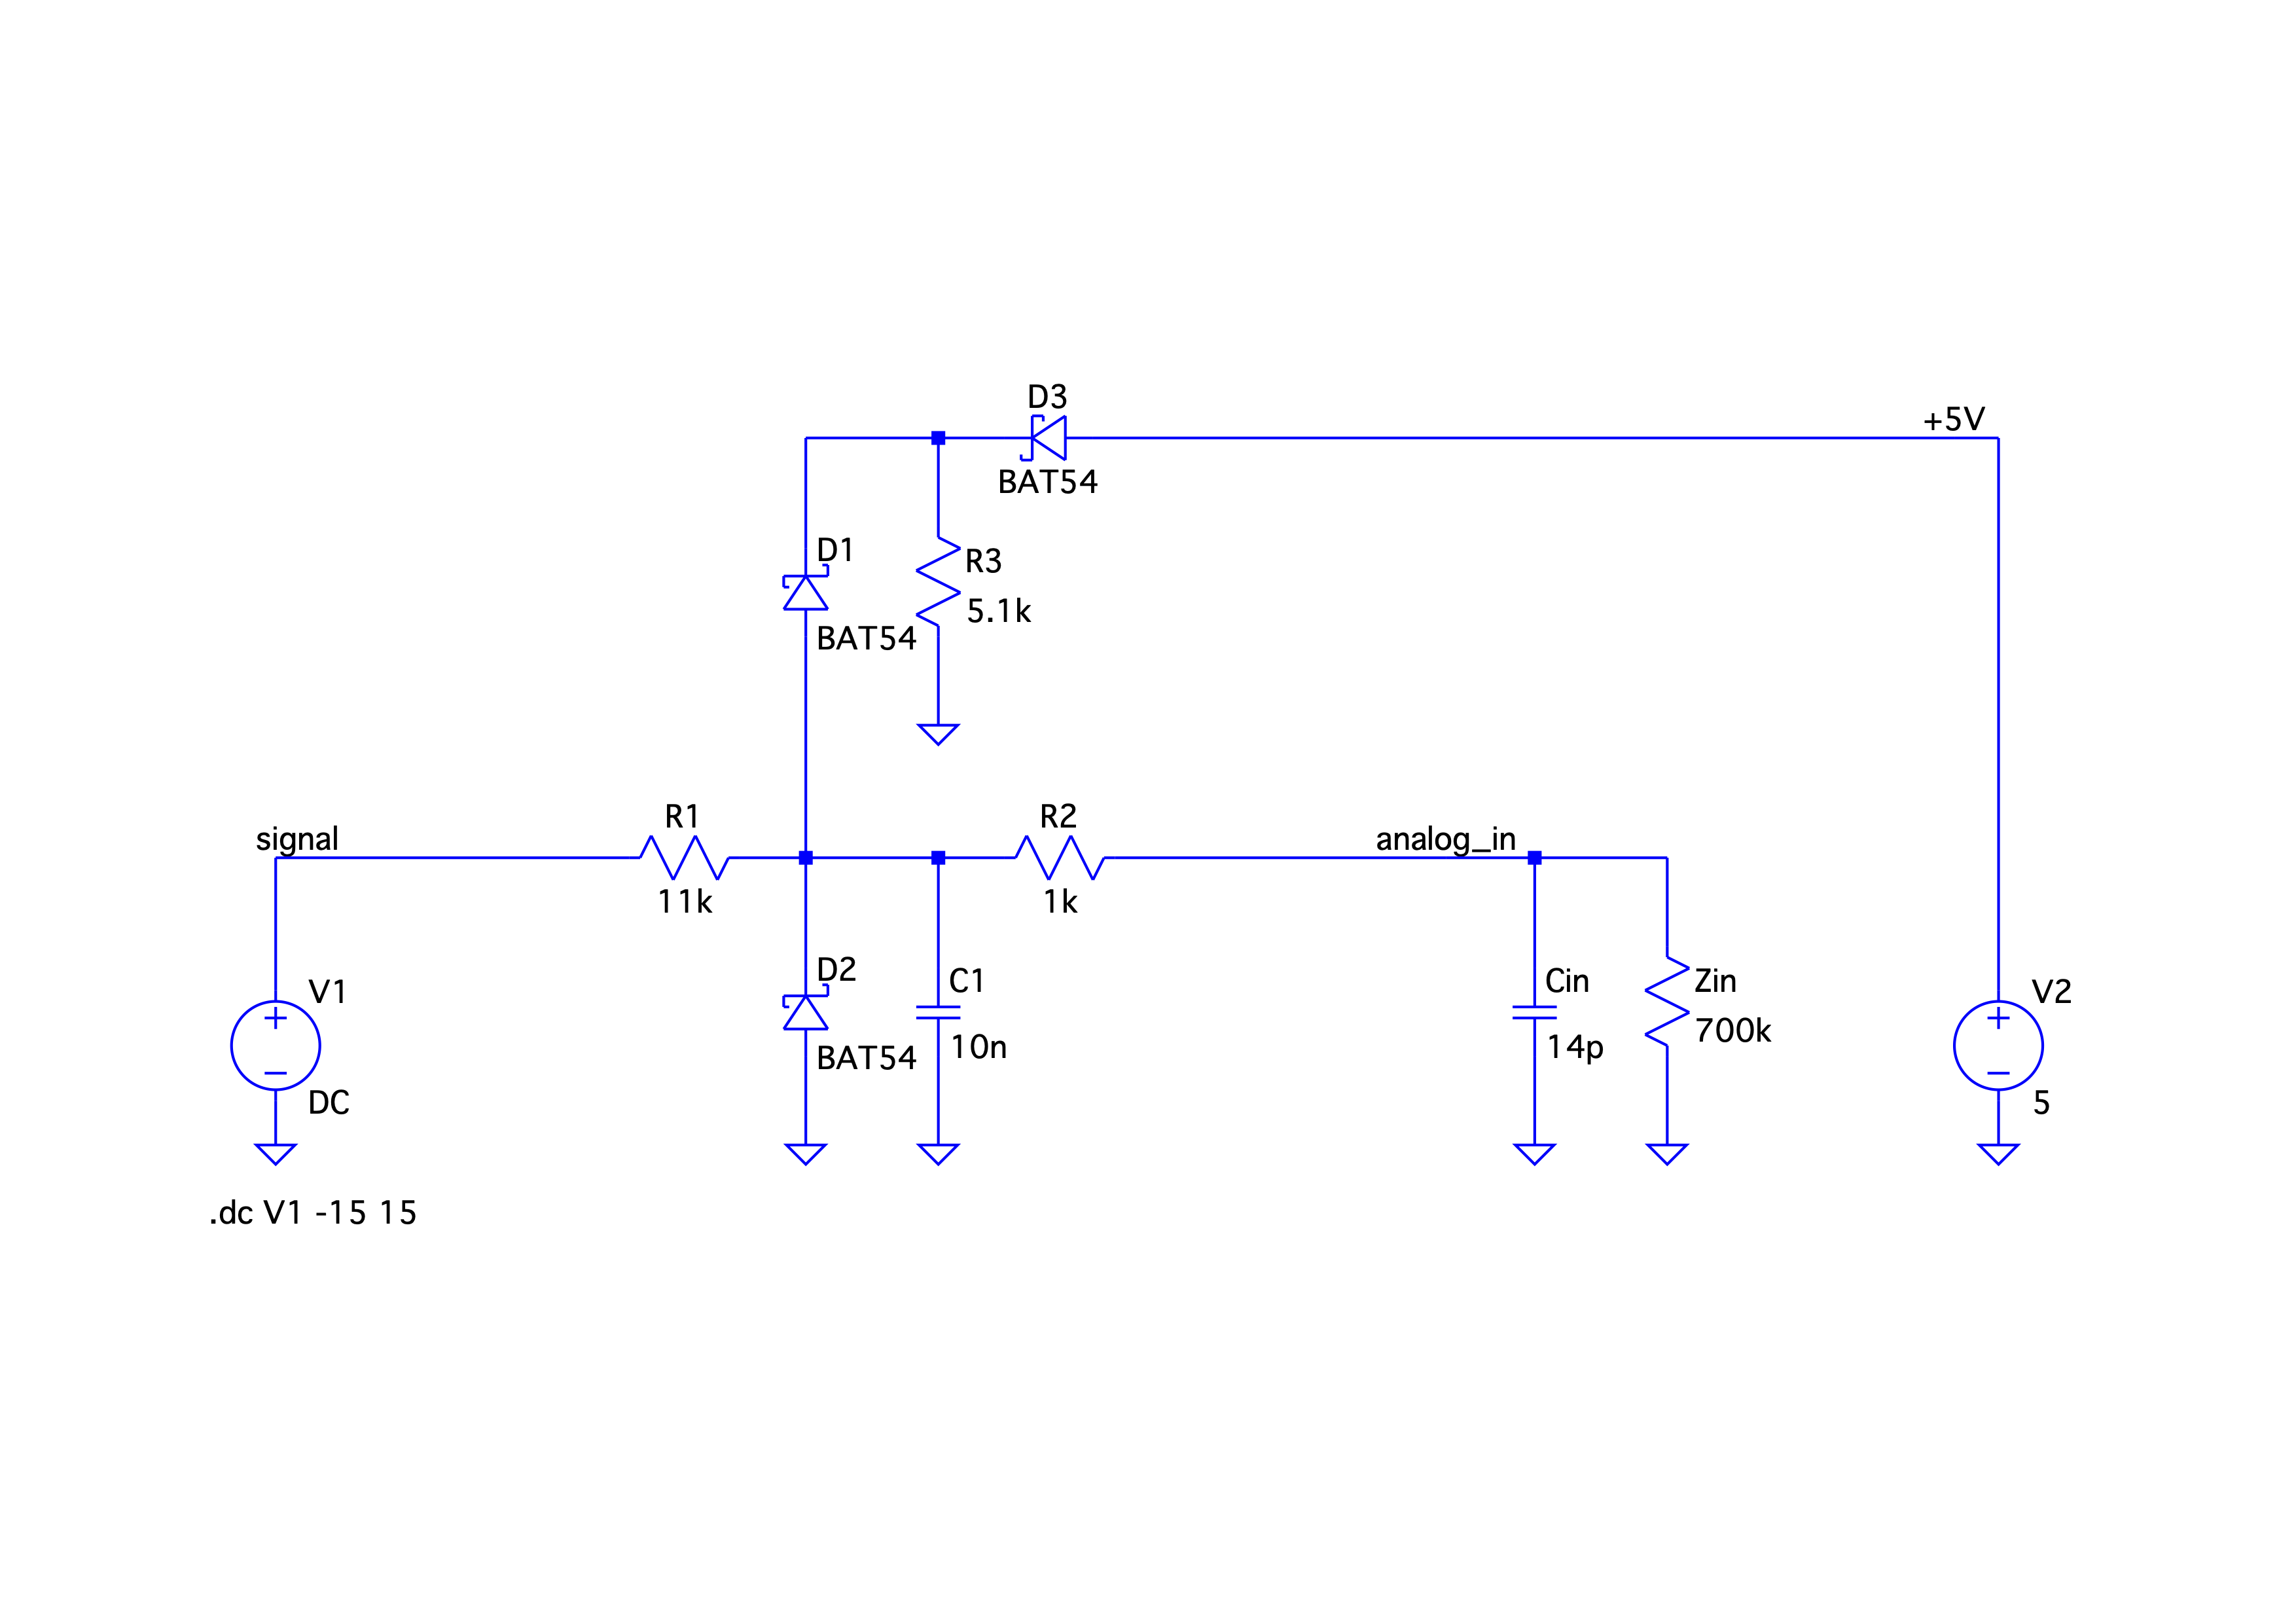 D3
+5V
BAT54
D1
R3
5.1k
BAT54
R1
R2
signal
analog_in
11k
1k
D2
V1
C1
Cin
Zin
V2
+
+
10n
14p
700k
BAT54
−
−
DC
5
.dc V1 -15 15